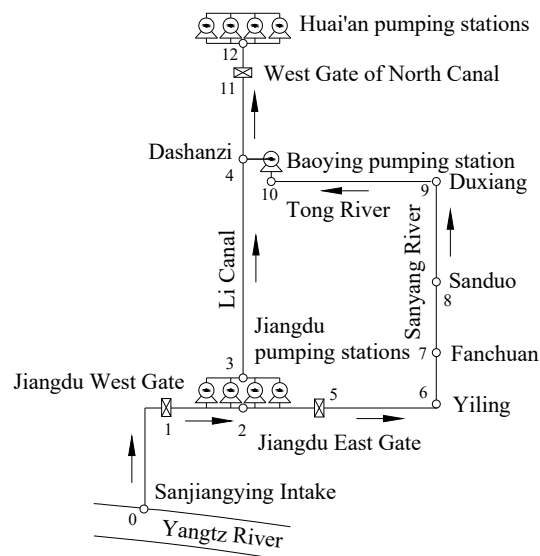 Huai'an pumping stations
12
West Gate of North Canal
11
Dashanzi
Baoying pumping station
4
10
9
Duxiang
Tong River
Sanyang River
Li Canal
Sanduo
8
Jiangdu
pumping stations
3
7
Fanchuan
Jiangdu West Gate
5
6
Yiling
1
2
Jiangdu East Gate
Sanjiangying Intake
0
Yangtz River